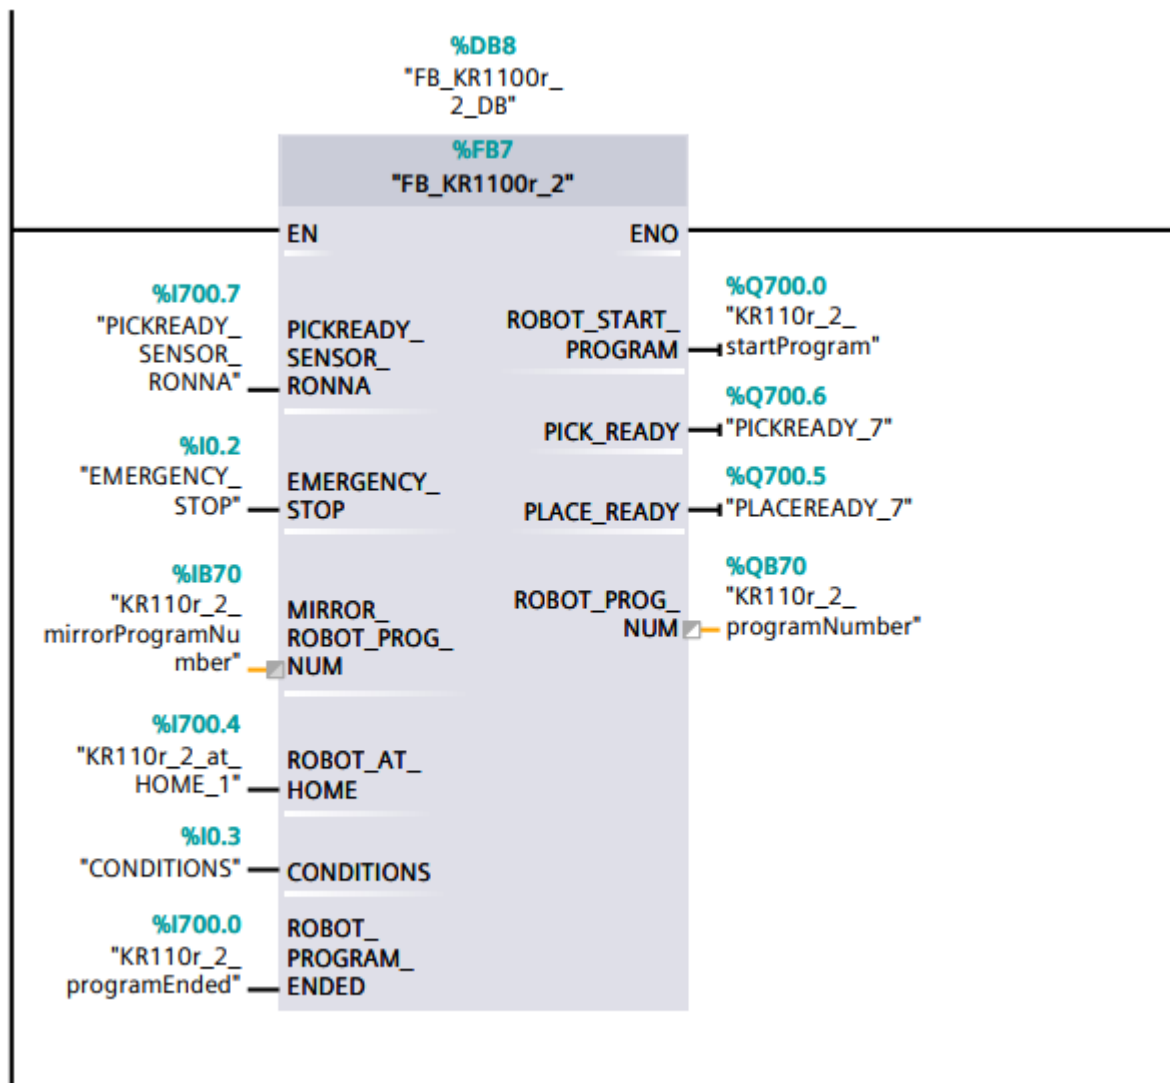 %DB8
"FB_KR1100r_
2_DB"
%FB7
"FB_KR1100r_2"
EN
ENO
%I700.7
"PICKREADY_
SENSOR_
RONNA"
PICKREADY_
SENSOR_
RONNA
ROBOT_START_
PROGRAM
%Q700.0
"KR110r_2_
startProgram"
PICK_READY
%Q700.6
"PICKREADY_7"
%I0.2
"EMERGENCY_
STOP"
EMERGENCY_
STOP
PLACE_READY
%Q700.5
"PLACEREADY_7"
%IB70
"KR110r_2_
mirrorProgramNu
mber"
MIRROR_
ROBOT_PROG_
NUM
ROBOT_PROG_
NUM
%QB70
"KR110r_2_
programNumber"
%I700.4
"KR110r_2_at_
HOME_1"
ROBOT_AT_
HOME
%I0.3
"CONDITIONS"
CONDITIONS
%I700.0
"KR110r_2_
programEnded"
ROBOT_
PROGRAM_
ENDED